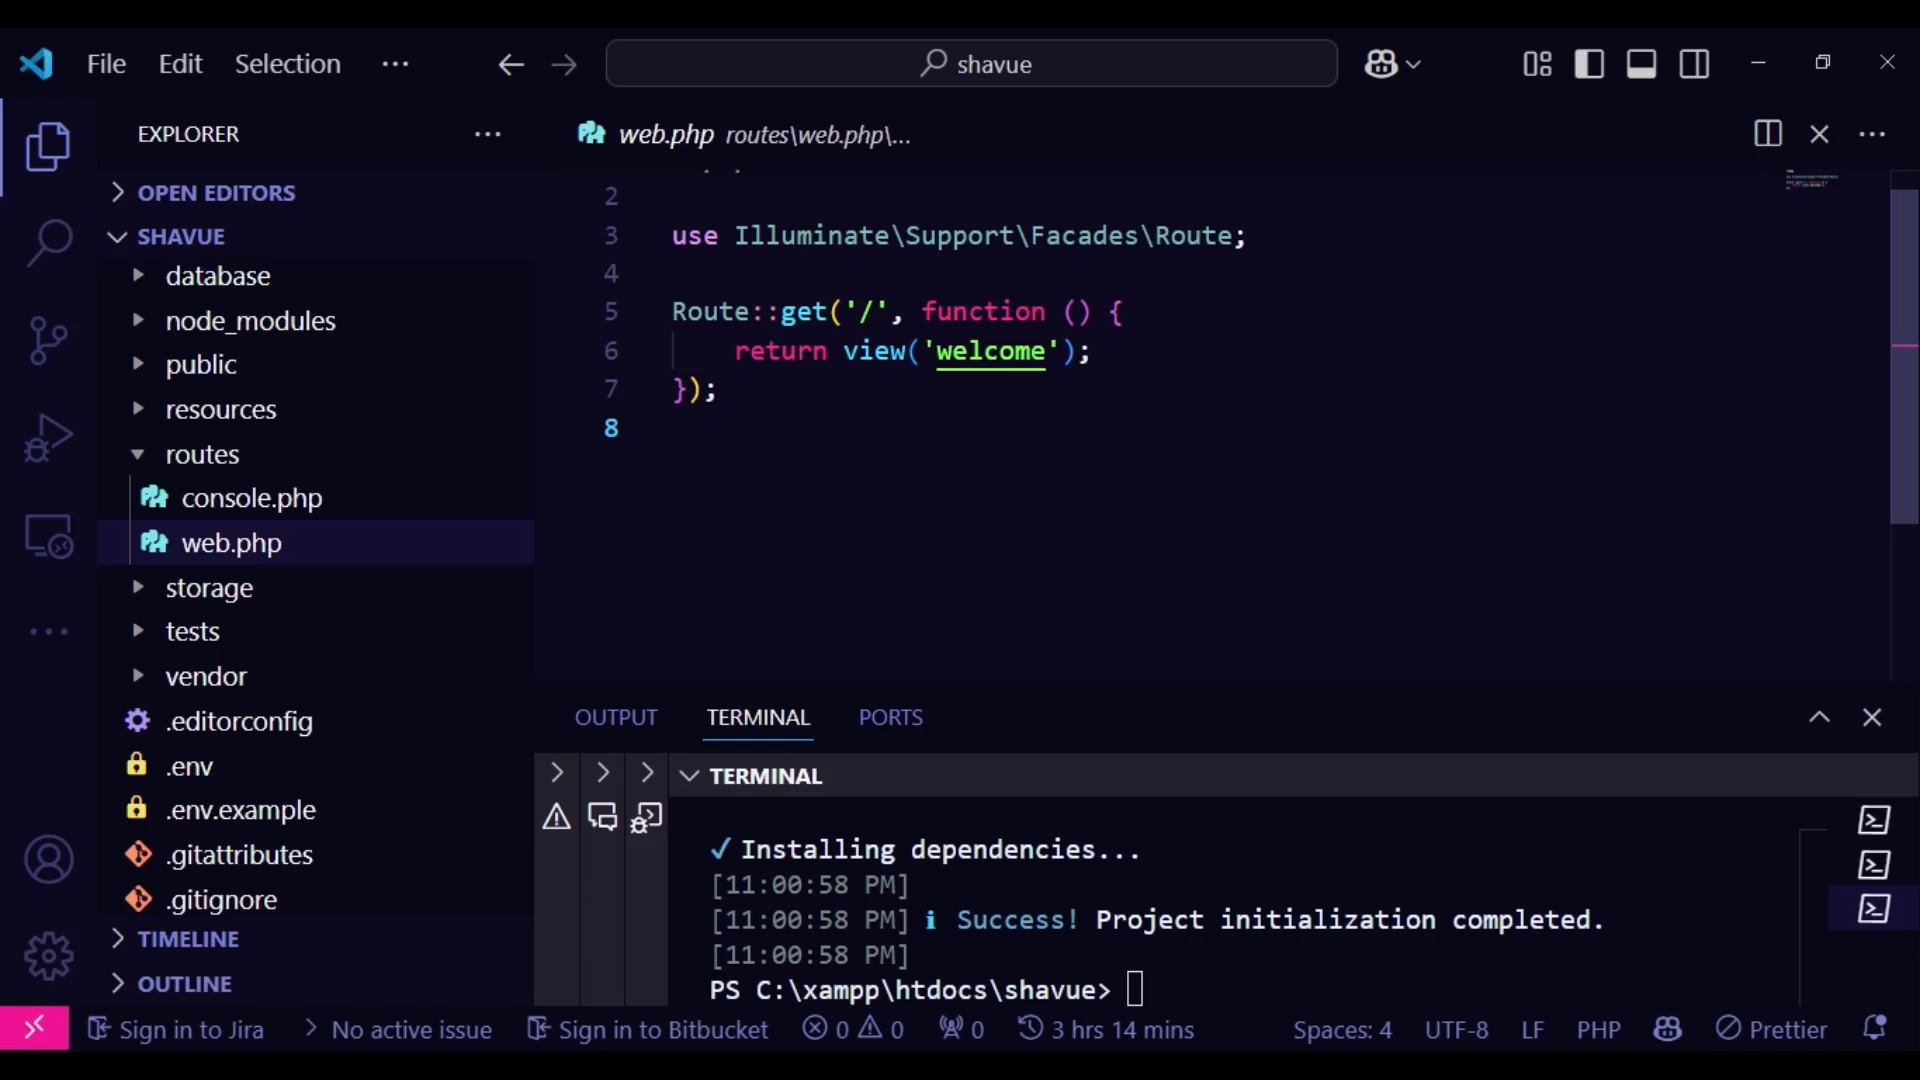 File Edit Selection ···
shavue
EXPLORER
OPEN EDITORS
SHAVUE
database
node_modules
public
resources
routes
console.php
web.php
storage
tests
vendor
.editorconfig
.env
.env.example
.gitattributes
.gitignore
TIMELINE
OUTLINE
web.php routes\web.php\...
2
3 use Illuminate\Support\Facades\Route;
4
5 Route::get('/', function () {
6 return view('welcome');
7 });
8
OUTPUT TERMINAL PORTS
TERMINAL
✓ Installing dependencies...
[11:00:58 PM]
[11:00:58 PM] i Success! Project initialization completed.
[11:00:58 PM]
PS C:\xampp\htdocs\shavue>
Sign in to Jira No active issue Sign in to Bitbucket 0 0 0 3 hrs 14 mins Spaces: 4 UTF-8 LF PHP Prettier